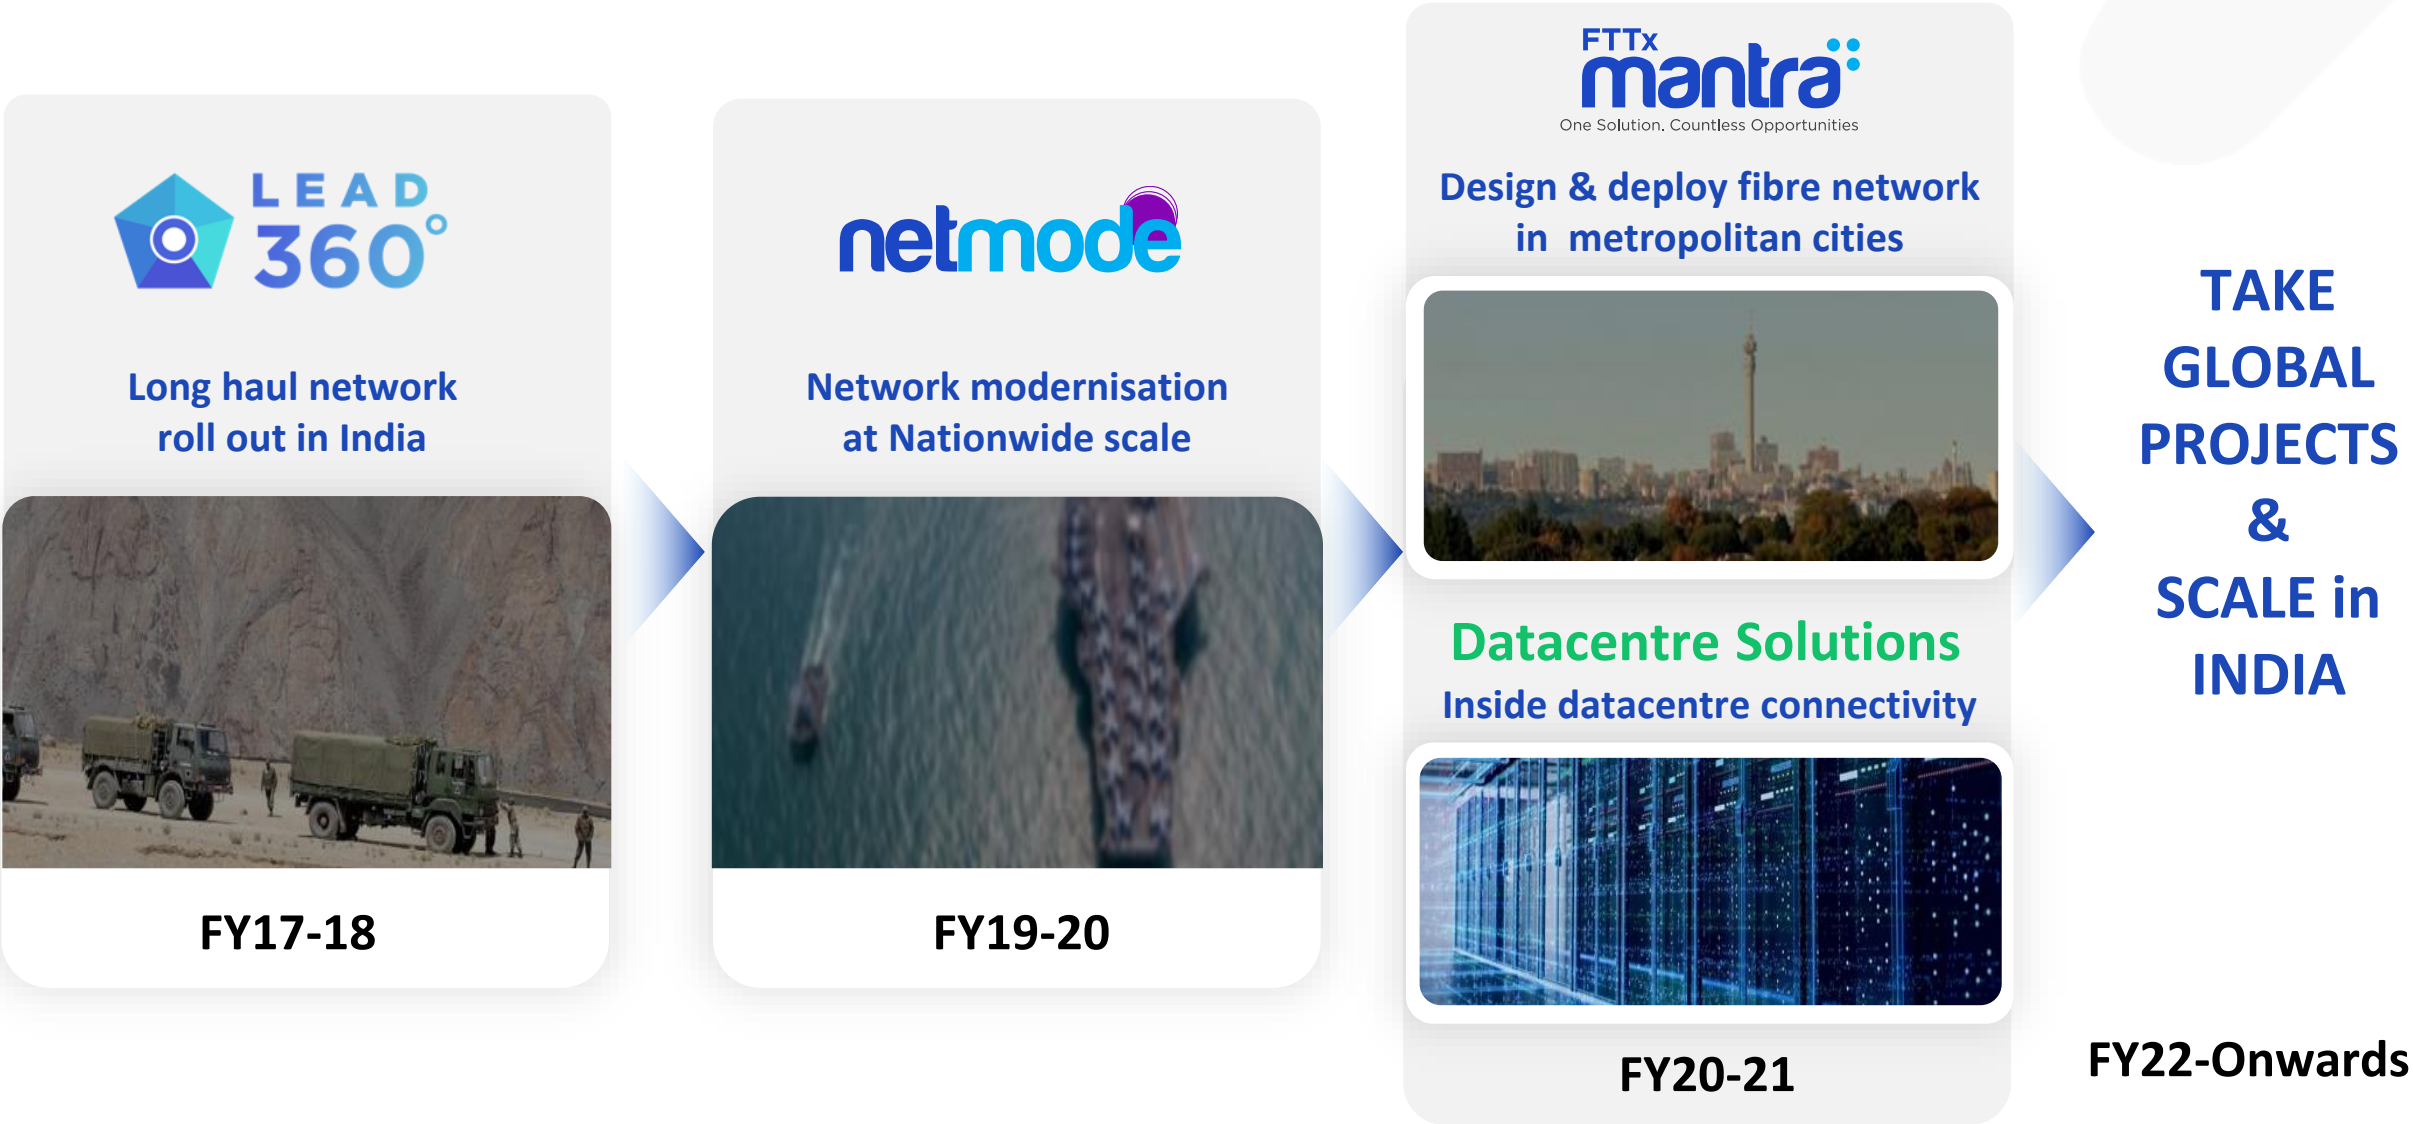 LEAD
360°
Long haul network
roll out in India
FY17-18
netmode
Network modernisation
at Nationwide scale
FY19-20
FTTx
mantra
One Solution. Countless Opportunities
Design & deploy fibre network
in metropolitan cities
Datacentre Solutions
Inside datacentre connectivity
FY20-21
TAKE
GLOBAL
PROJECTS
&
SCALE in
INDIA
FY22-Onwards